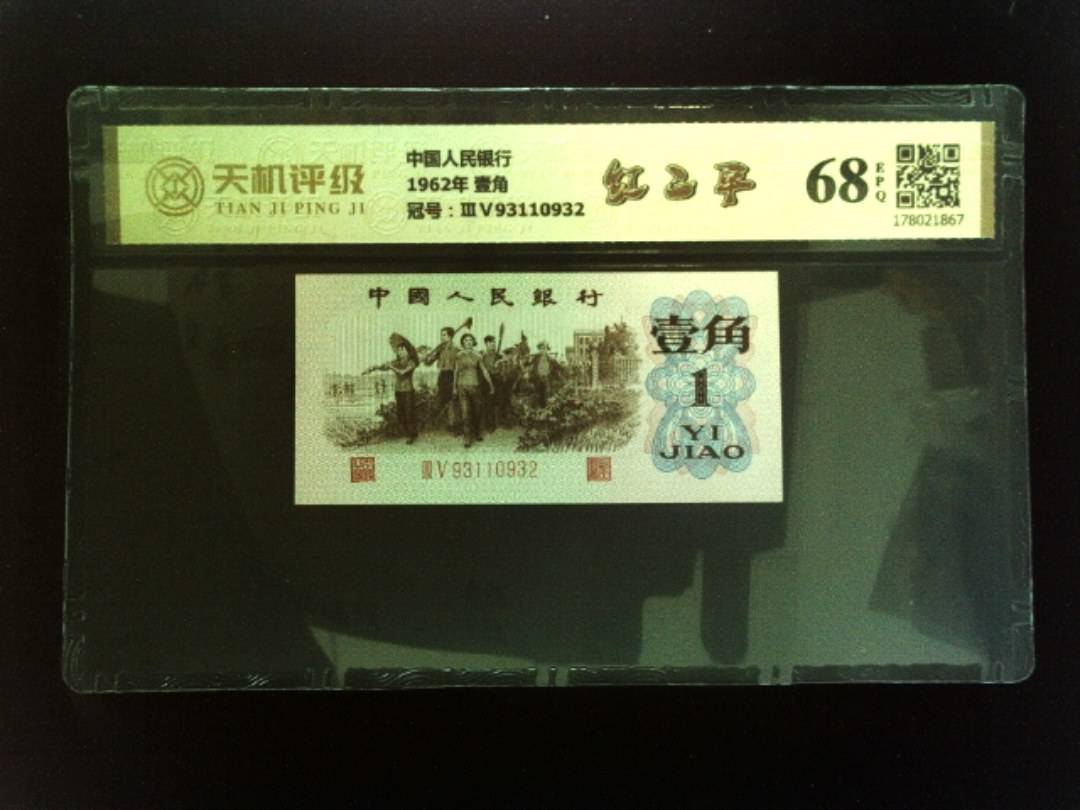 天机评级
TIAN JI PING JI
中国人民银行
1962年 壹角
冠号：ⅢⅤ93110932
红二平
68
EPQ
178021867
中國人民銀行
壹角
1
YI
JIAO
ⅢⅤ93110932